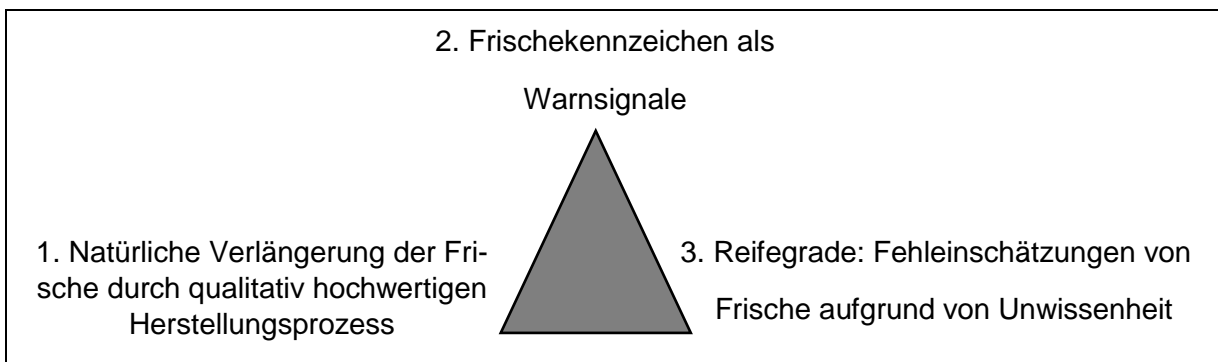 2. Frischekennzeichen als
Warnsignale
1. Natürliche Verlängerung der Fri-
sche durch qualitativ hochwertigen
Herstellungsprozess
3. Reifegrade: Fehleinschätzungen von
Frische aufgrund von Unwissenheit